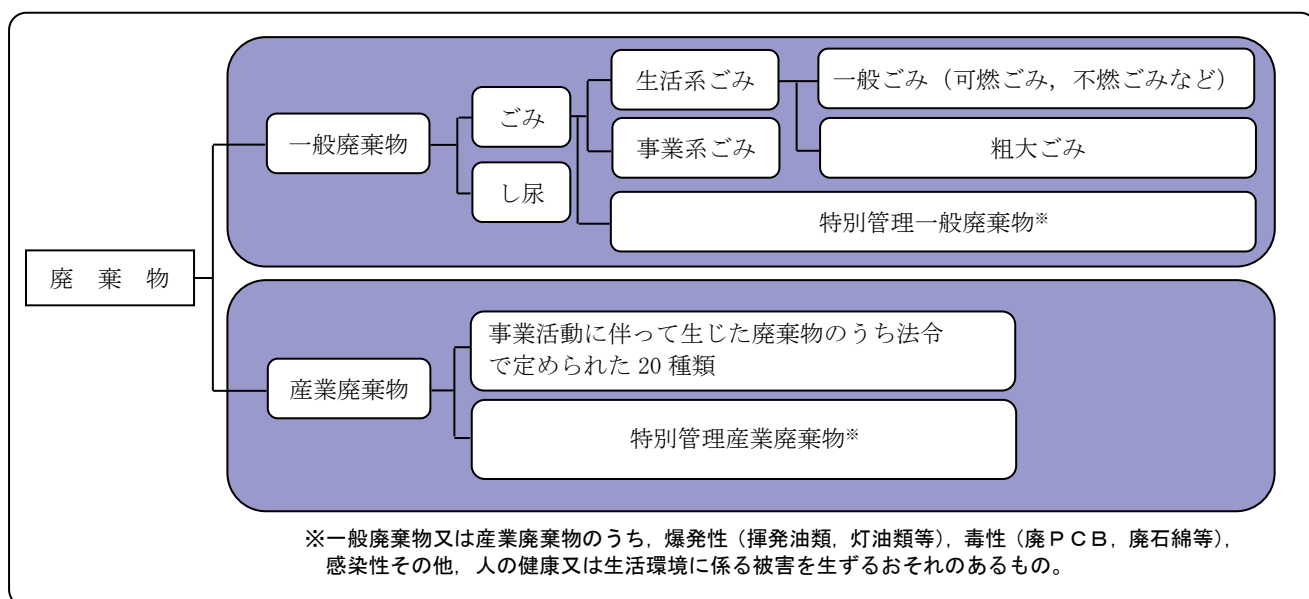 廃 棄 物
一般廃棄物
ごみ
し尿
生活系ごみ
事業系ごみ
一般ごみ（可燃ごみ，不燃ごみなど）
粗大ごみ
特別管理一般廃棄物※
産業廃棄物
事業活動に伴って生じた廃棄物のうち法令
で定められた 20 種類
特別管理産業廃棄物※
※一般廃棄物又は産業廃棄物のうち，爆発性（揮発油類，灯油類等），毒性（廃ＰＣＢ，廃石綿等），
感染性その他，人の健康又は生活環境に係る被害を生ずるおそれのあるもの。